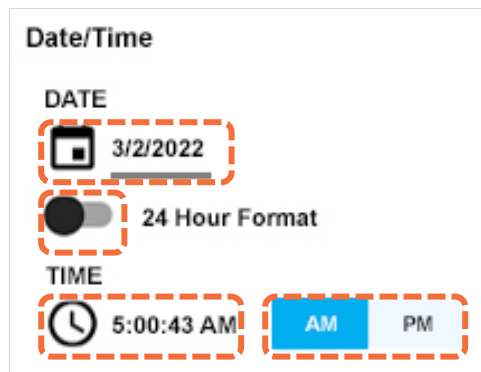 Date/Time
DATE
3/2/2022
24 Hour Format
TIME
5:00:43 AM AM PM